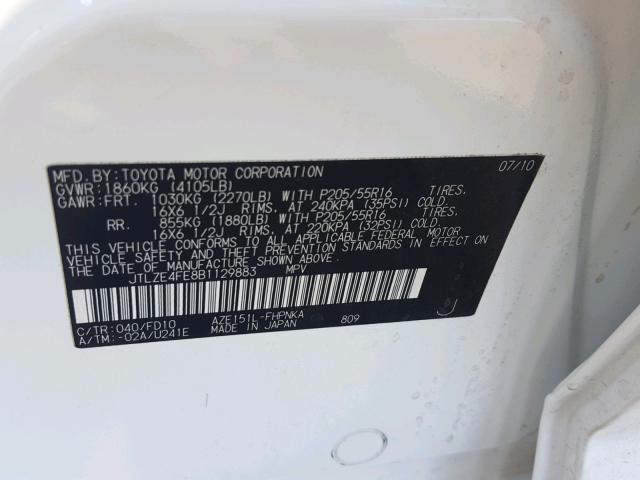 MFD. BY: TOYOTA MOTOR CORPORATION 07/10
GVWR: 1860KG (4105LB)
GAWR: FRT. 1030KG (2270LB) WITH P205/55R16 TIRES,
16X6 1/2J RIMS, AT 240KPA (35PSI) COLD.
RR. 855KG (1880LB) WITH P205/55R16 TIRES,
16X6 1/2J RIMS, AT 220KPA (32PSI) COLD.
THIS VEHICLE CONFORMS TO ALL APPLICABLE FEDERAL MOTOR
VEHICLE SAFETY AND THEFT PREVENTION STANDARDS IN EFFECT
ON THE DATE OF MANUFACTURE SHOWN ABOVE.
JTLZE4FE8B1129883 MPV
J
C/TR: 040/FD10 AZE151L-FHPNKA 809
A/TM: -02A/U241E MADE IN JAPAN